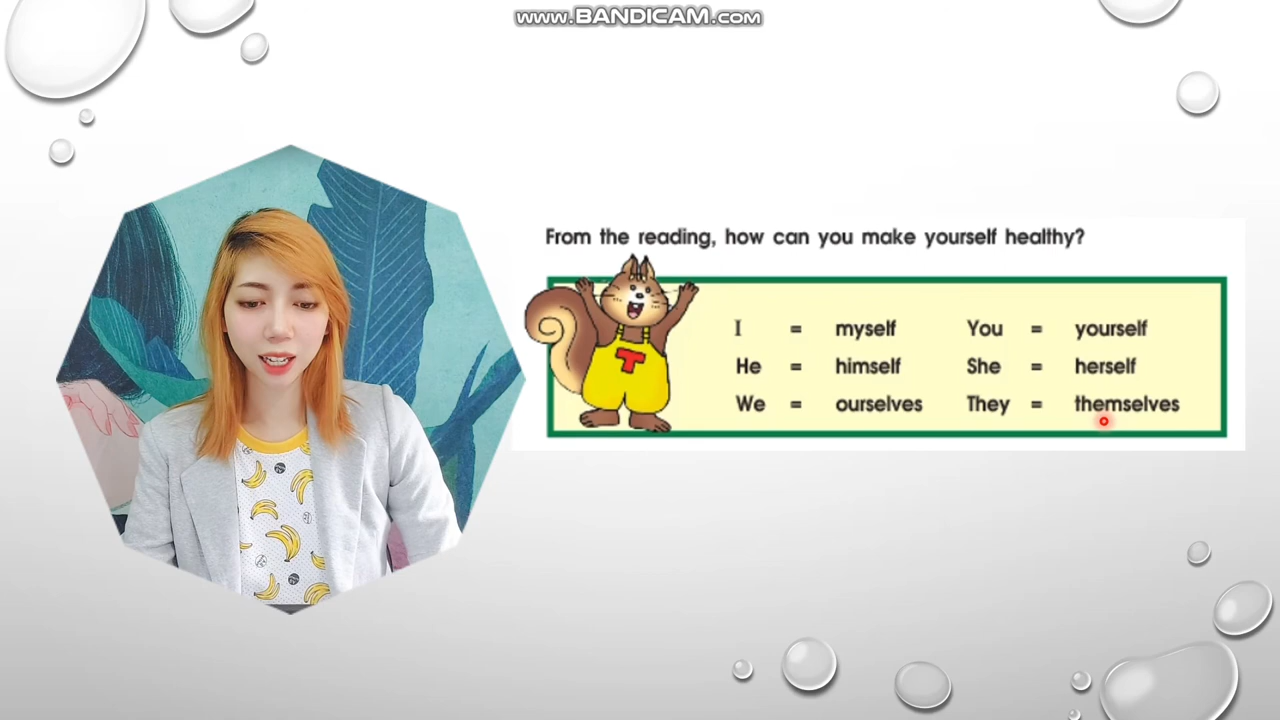 www.BANDICAM.com
From the reading, how can you make yourself healthy?
I = myself You = yourself
He = himself She = herself
We = ourselves They = themselves
T